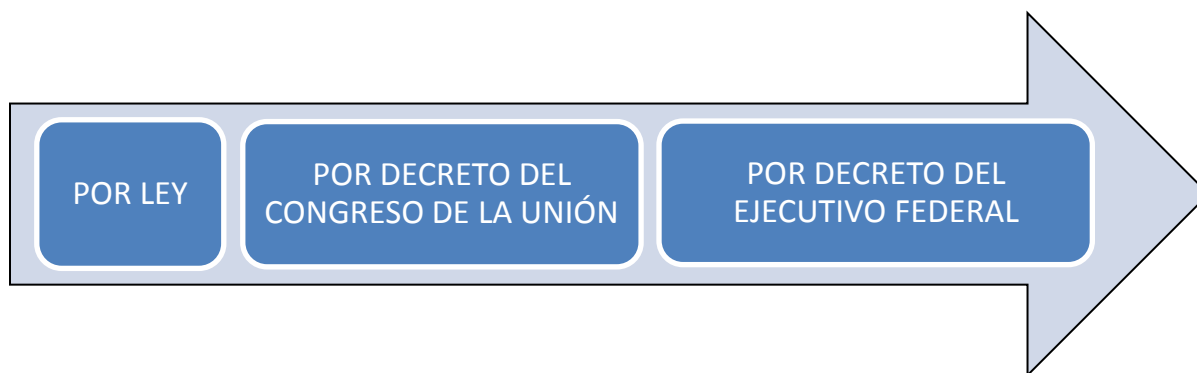 POR LEY
POR DECRETO DEL
CONGRESO DE LA UNIÓN
POR DECRETO DEL
EJECUTIVO FEDERAL